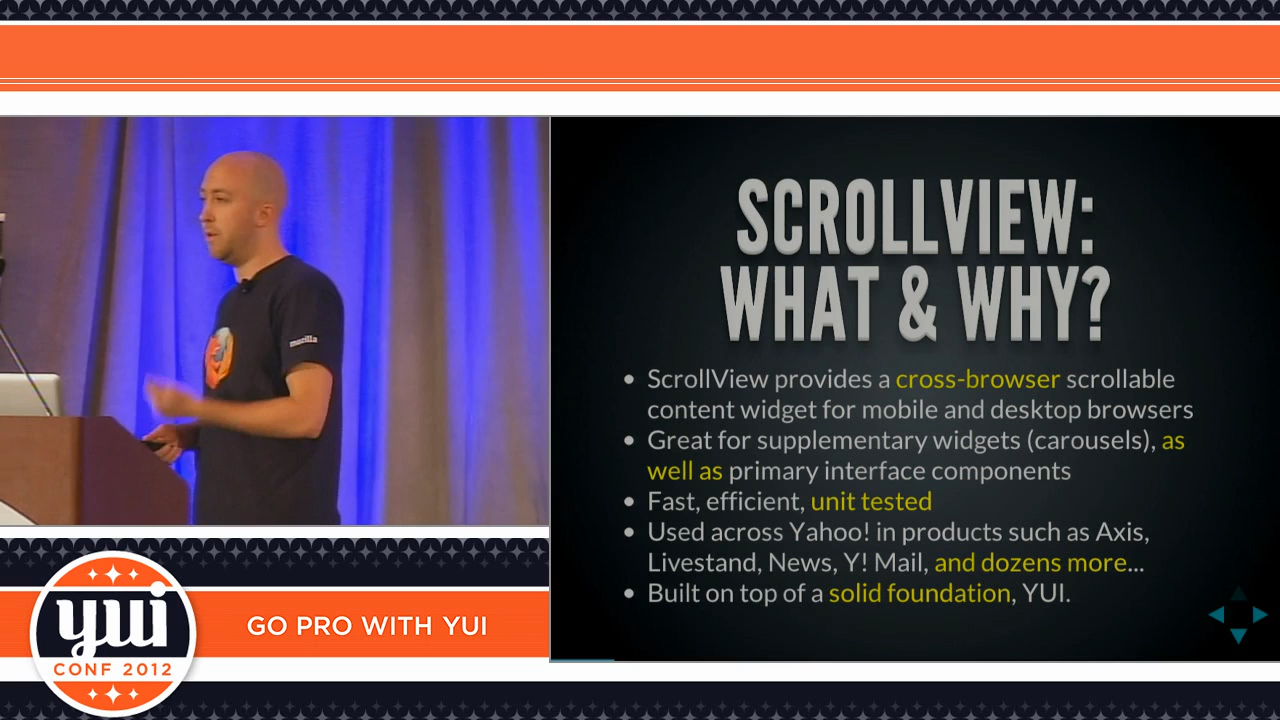 mozilla
SCROLLVIEW:
WHAT & WHY?
• ScrollView provides a cross-browser scrollable
content widget for mobile and desktop browsers
• Great for supplementary widgets (carousels), as
well as primary interface components
• Fast, efficient, unit tested
• Used across Yahoo! in products such as Axis,
Livestand, News, Y! Mail, and dozens more...
• Built on top of a solid foundation, YUI.
yui
CONF 2012
GO PRO WITH YUI